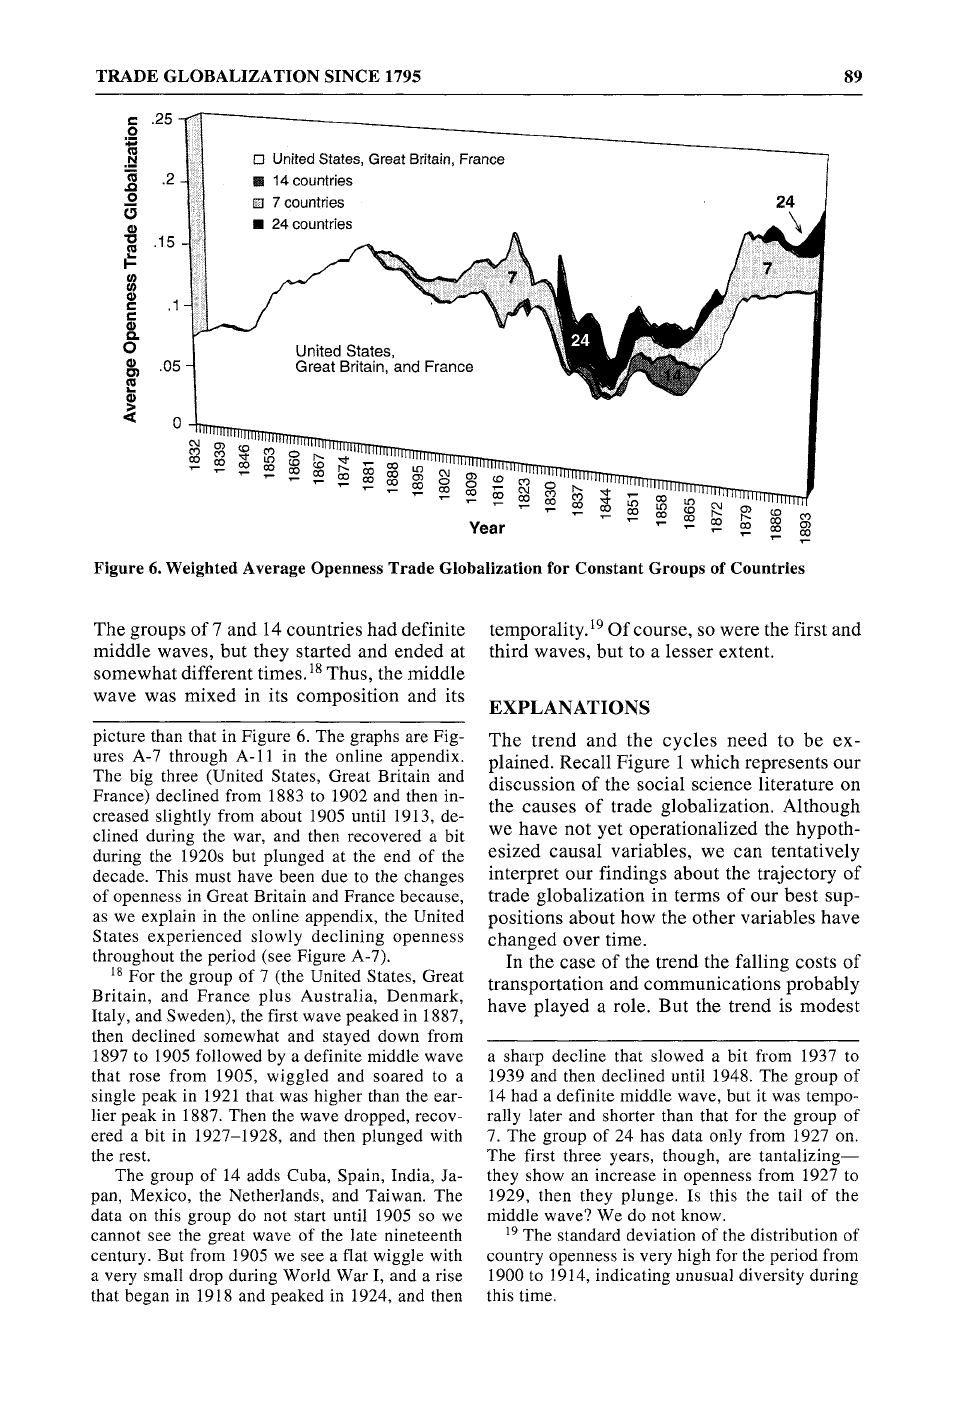 TRADE GLOBALIZATION SINCE 1795 89
Average Openness Trade Globalization
.25
.2
.15
.1
.05
0
United States, Great Britain, France
14 countries
7 countries
24 countries
24
7
7
24
14
United States,
Great Britain, and France
1832 1839 1846 1853 1860 1867 1874 1881 1888 1895 1802 1809 1816 1823 1830 1837 1844 1851 1858 1865 1872 1879 1886 1893
Year
Figure 6. Weighted Average Openness Trade Globalization for Constant Groups of Countries
The groups of 7 and 14 countries had definite
middle waves, but they started and ended at
somewhat different times.18 Thus, the middle
wave was mixed in its composition and its
picture than that in Figure 6. The graphs are Fig-
ures A-7 through A-11 in the online appendix.
The big three (United States, Great Britain and
France) declined from 1883 to 1902 and then in-
creased slightly from about 1905 until 1913, de-
clined during the war, and then recovered a bit
during the 1920s but plunged at the end of the
decade. This must have been due to the changes
of openness in Great Britain and France because,
as we explain in the online appendix, the United
States experienced slowly declining openness
throughout the period (see Figure A-7).
18 For the group of 7 (the United States, Great
Britain, and France plus Australia, Denmark,
Italy, and Sweden), the first wave peaked in 1887,
then declined somewhat and stayed down from
1897 to 1905 followed by a definite middle wave
that rose from 1905, wiggled and soared to a
single peak in 1921 that was higher than the ear-
lier peak in 1887. Then the wave dropped, recov-
ered a bit in 1927–1928, and then plunged with
the rest.
The group of 14 adds Cuba, Spain, India, Ja-
pan, Mexico, the Netherlands, and Taiwan. The
data on this group do not start until 1905 so we
cannot see the great wave of the late nineteenth
century. But from 1905 we see a flat wiggle with
a very small drop during World War I, and a rise
that began in 1918 and peaked in 1924, and then
temporality.19 Of course, so were the first and
third waves, but to a lesser extent.
EXPLANATIONS
The trend and the cycles need to be ex-
plained. Recall Figure 1 which represents our
discussion of the social science literature on
the causes of trade globalization. Although
we have not yet operationalized the hypoth-
esized causal variables, we can tentatively
interpret our findings about the trajectory of
trade globalization in terms of our best sup-
positions about how the other variables have
changed over time.
In the case of the trend the falling costs of
transportation and communications probably
have played a role. But the trend is modest
a sharp decline that slowed a bit from 1937 to
1939 and then declined until 1948. The group of
14 had a definite middle wave, but it was tempo-
rally later and shorter than that for the group of
7. The group of 24 has data only from 1927 on.
The first three years, though, are tantalizing—
they show an increase in openness from 1927 to
1929, then they plunge. Is this the tail of the
middle wave? We do not know.
19 The standard deviation of the distribution of
country openness is very high for the period from
1900 to 1914, indicating unusual diversity during
this time.